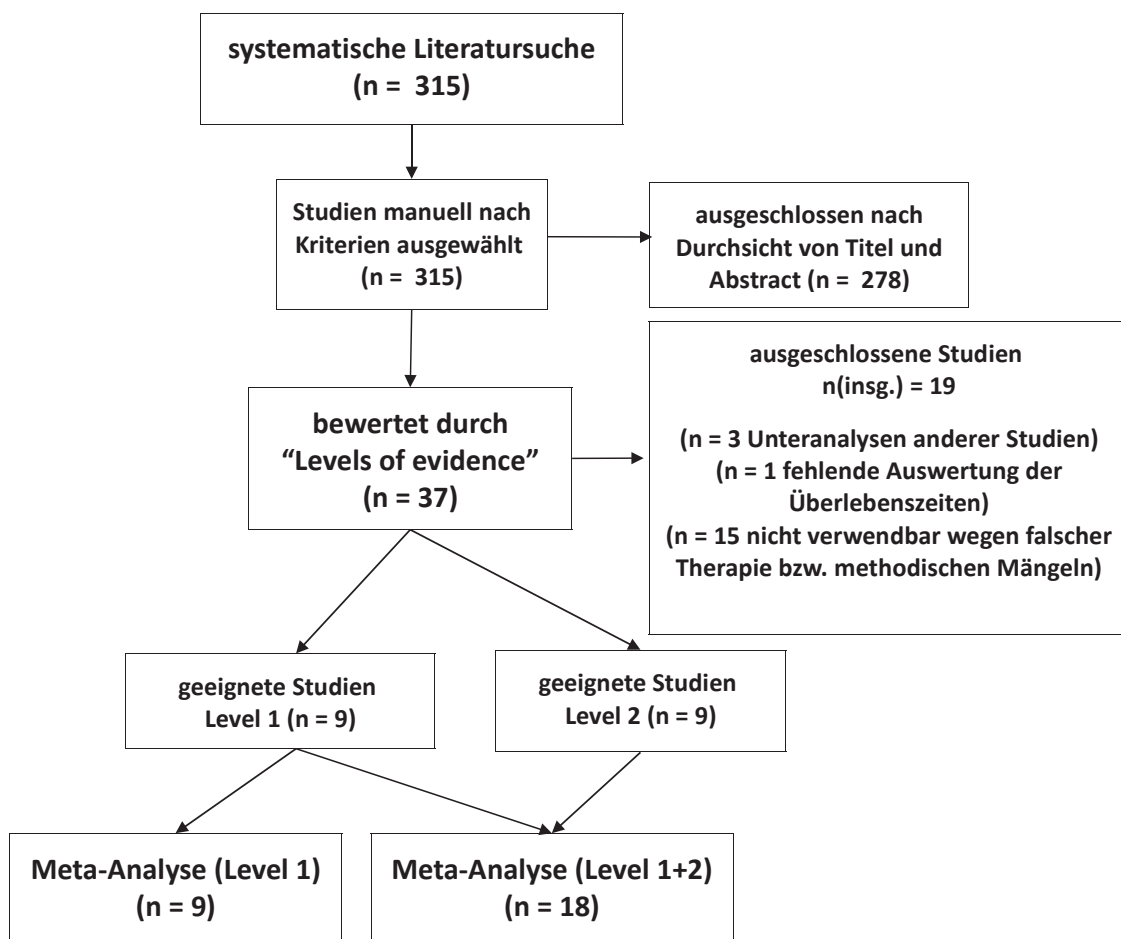 systematische Literatursuche
(n = 315)
Studien manuell nach
Kriterien ausgewählt
(n = 315)
ausgeschlossen nach
Durchsicht von Titel und
Abstract (n = 278)
bewertet durch
“Levels of evidence”
(n = 37)
ausgeschlossene Studien
n(insg.) = 19
(n = 3 Unteranalysen anderer Studien)
(n = 1 fehlende Auswertung der
Überlebenszeiten)
(n = 15 nicht verwendbar wegen falscher
Therapie bzw. methodischen Mängeln)
geeignete Studien
Level 1 (n = 9)
geeignete Studien
Level 2 (n = 9)
Meta-Analyse (Level 1)
(n = 9)
Meta-Analyse (Level 1+2)
(n = 18)